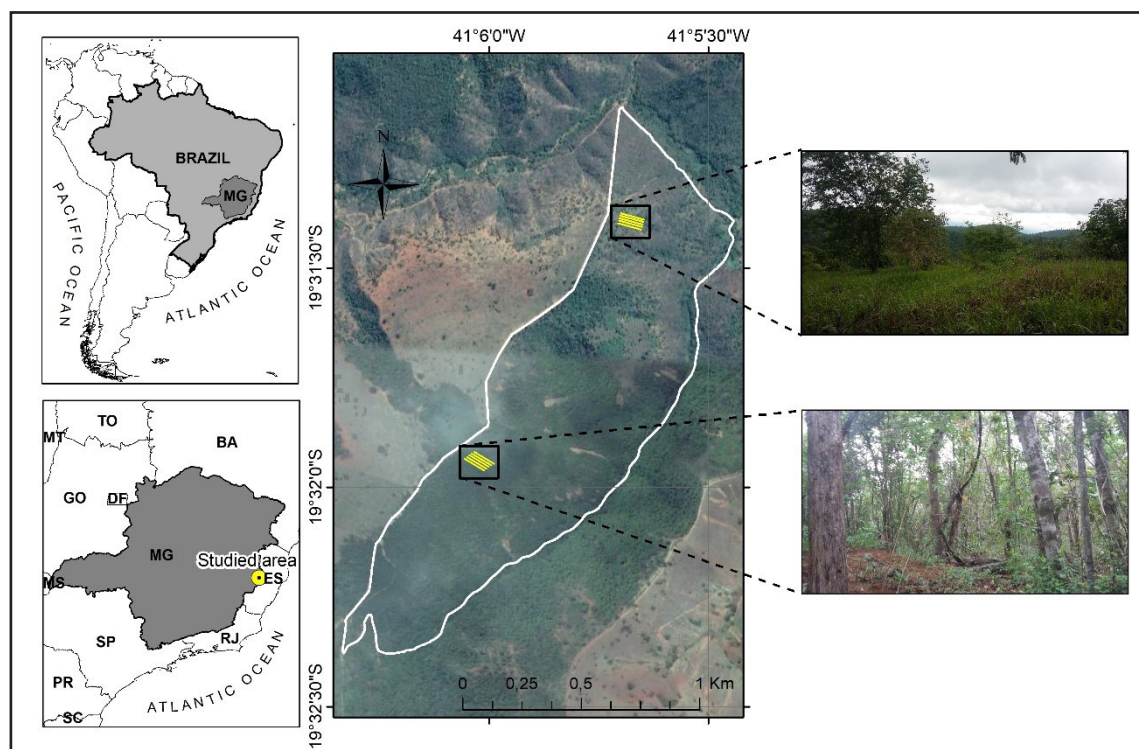 BRAZIL
MG
PACIFIC OCEAN
ATLANTIC OCEAN
TO
MT
BA
GO
DF
MG
Studied area
MS
ES
SP
RJ
PR
SC
ATLANTIC OCEAN
41°6'0"W
41°5'30"W
N
19°31'30"S
19°32'0"S
19°32'30"S
0 0,25 0,5 1 Km